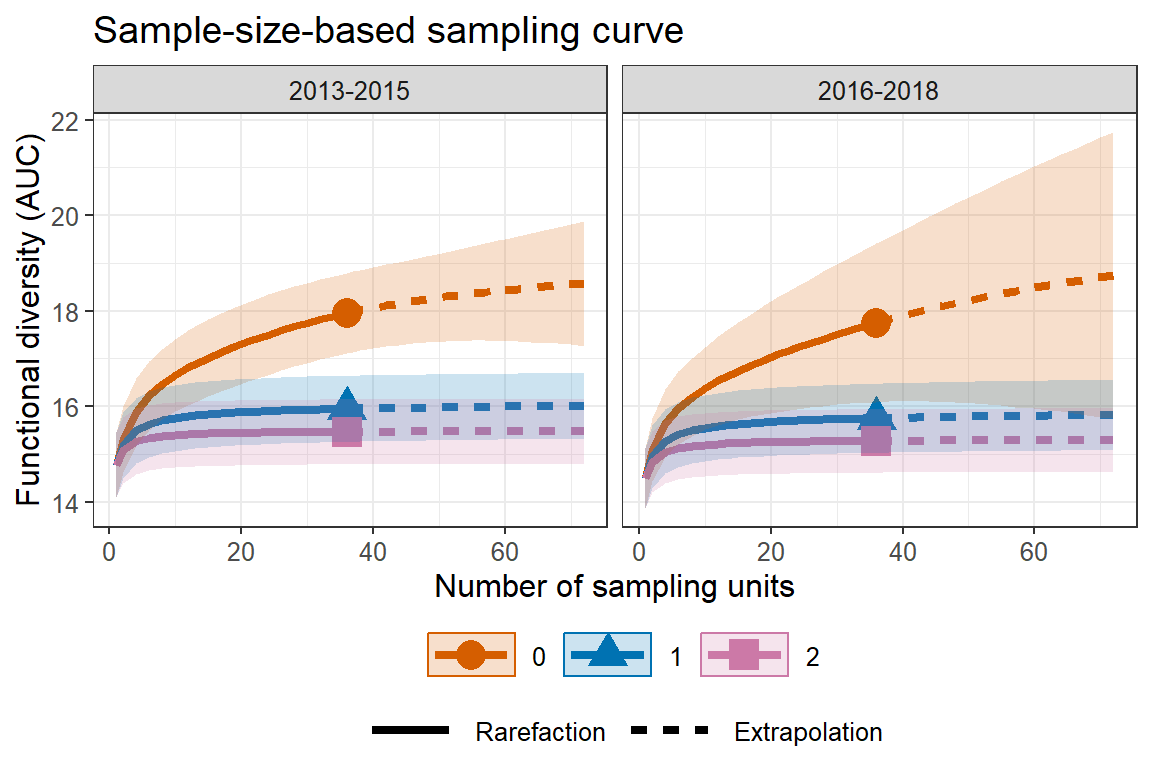 Sample-size-based sampling curve
2013-2015 2016-2018
Functional diversity (AUC)
22
20
18
16
14
0 20 40 60 0 20 40 60
Number of sampling units
0 1 2
Rarefaction Extrapolation